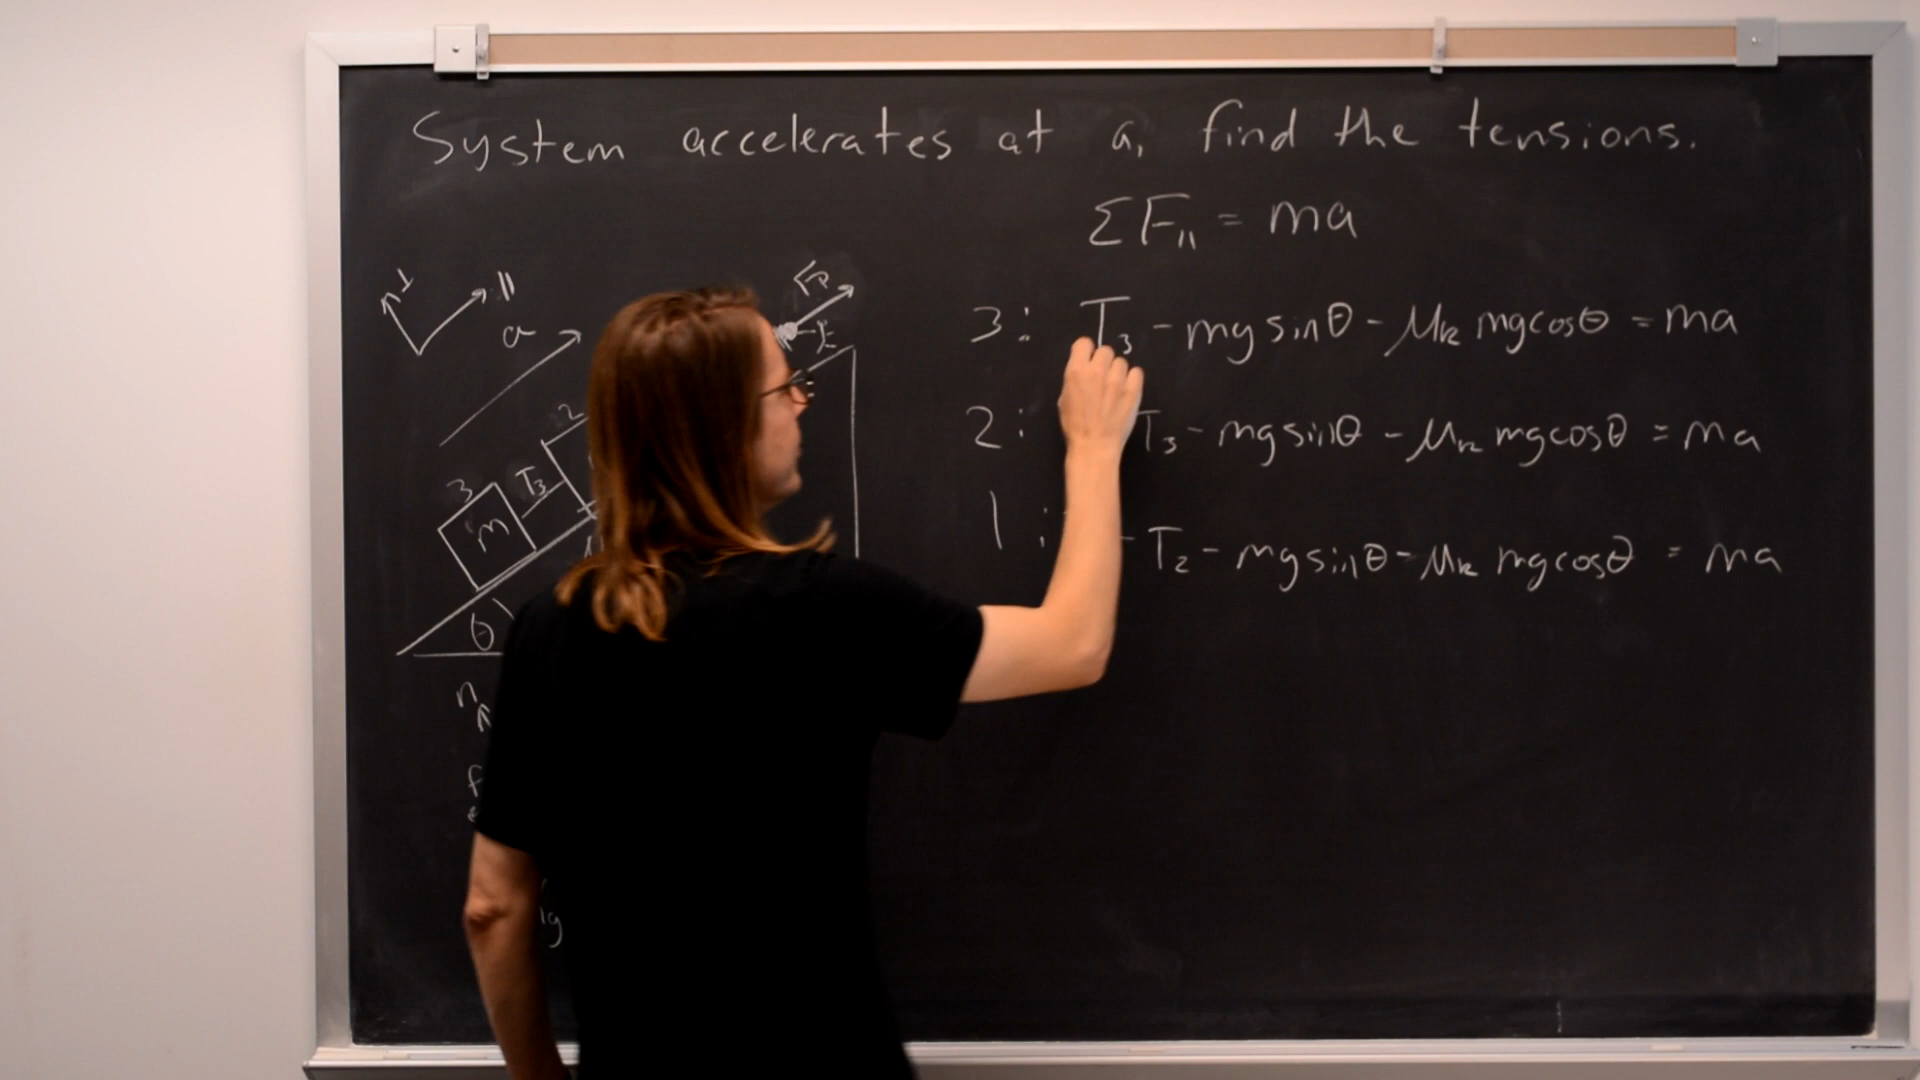 System accelerates at a, find the tensions.
ΣF∥ = ma
⊥ ∥
a
Fp
3: T₃ - mg sinθ - μₖ mg cosθ = ma
2: T₃ - mg sinθ - μₖ mg cosθ = ma
1: - T₂ - mg sinθ - μₖ mg cosθ = ma
2
3 T₃
m
θ
n
f
g